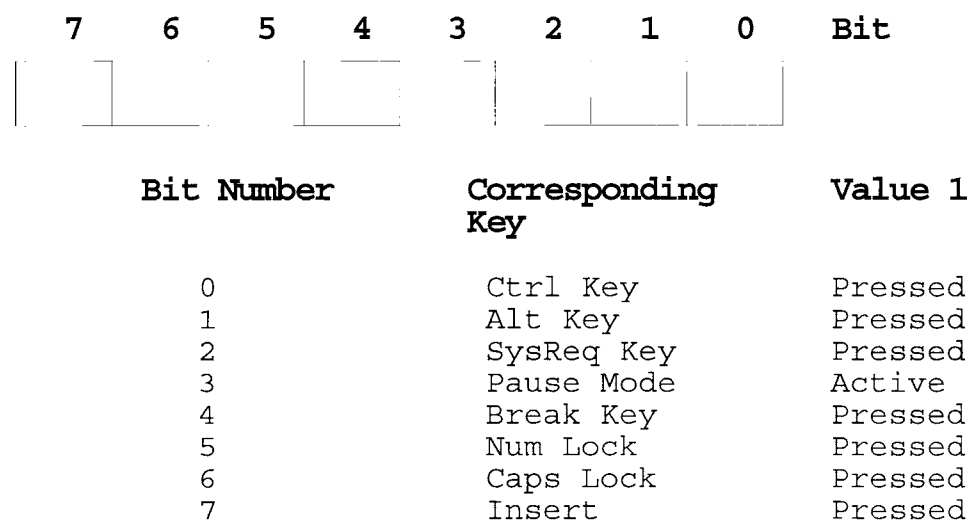 7 6 5 4 3 2 1 0 Bit
Bit Number Corresponding Key Value 1
0 Ctrl Key Pressed
1 Alt Key Pressed
2 SysReq Key Pressed
3 Pause Mode Active
4 Break Key Pressed
5 Num Lock Pressed
6 Caps Lock Pressed
7 Insert Pressed